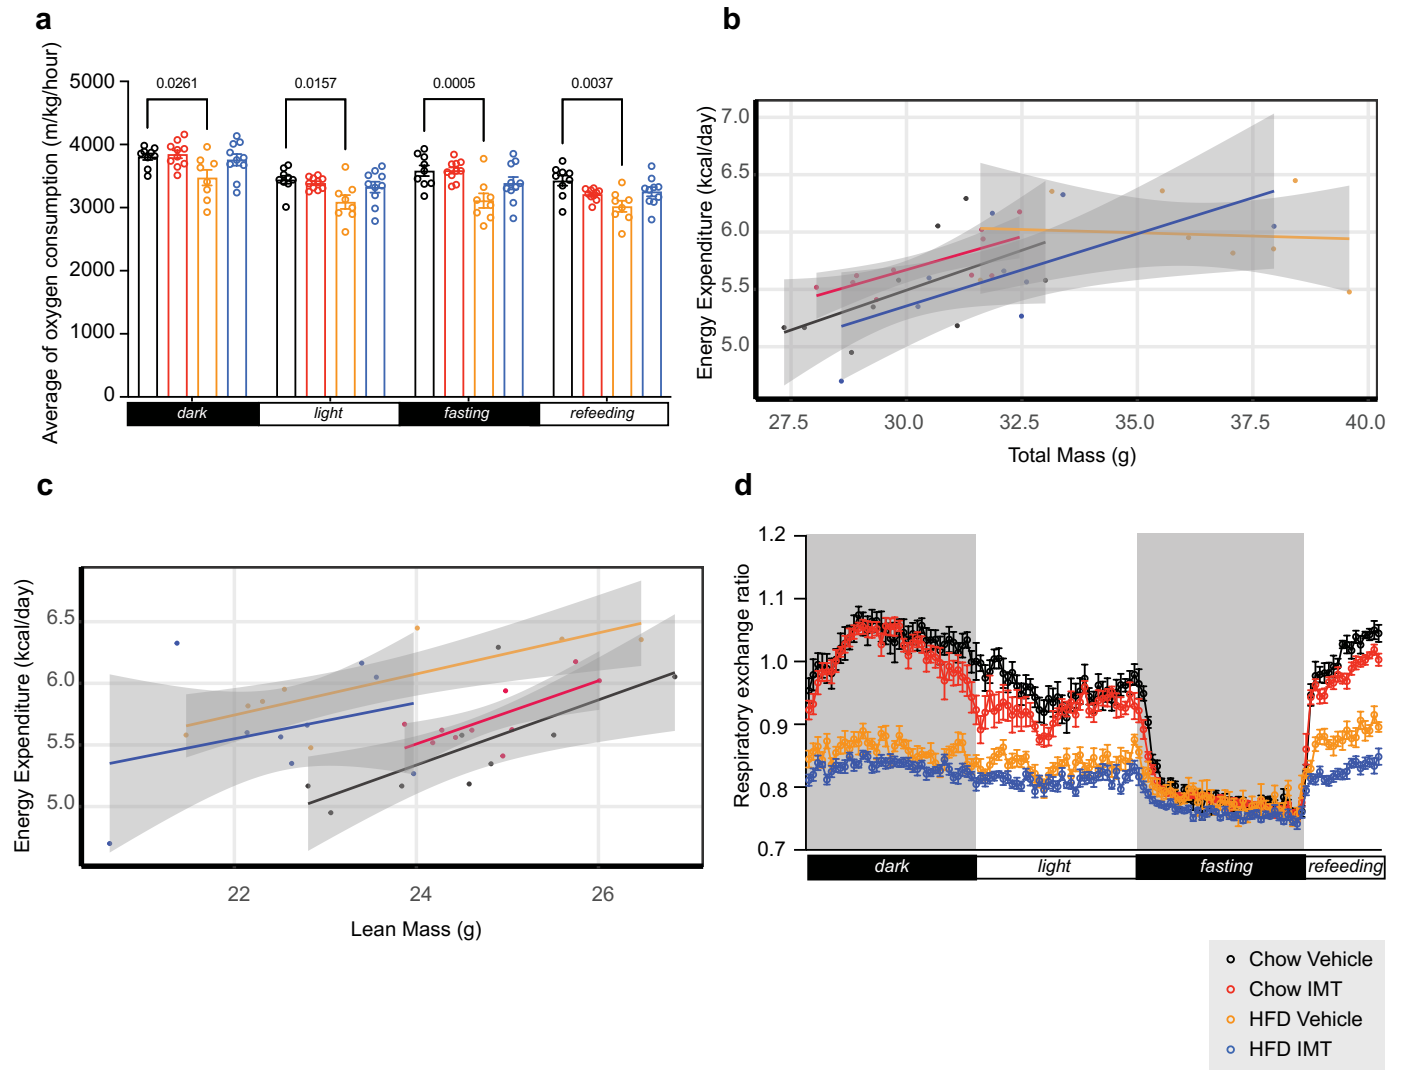 a
Average of oxygen consumption (m/kg/hour)
5000
4000
3000
2000
1000
0
0.0261
0.0157
0.0005
0.0037
dark
light
fasting
refeeding
b
Energy Expenditure (kcal/day)
7.0
6.5
6.0
5.5
5.0
27.5
30.0
32.5
35.0
37.5
40.0
Total Mass (g)
c
Energy Expenditure (kcal/day)
6.5
6.0
5.5
5.0
22
24
26
Lean Mass (g)
d
Respiratory exchange ratio
1.2
1.1
1.0
0.9
0.8
0.7
dark
light
fasting
refeeding
Chow Vehicle
Chow IMT
HFD Vehicle
HFD IMT